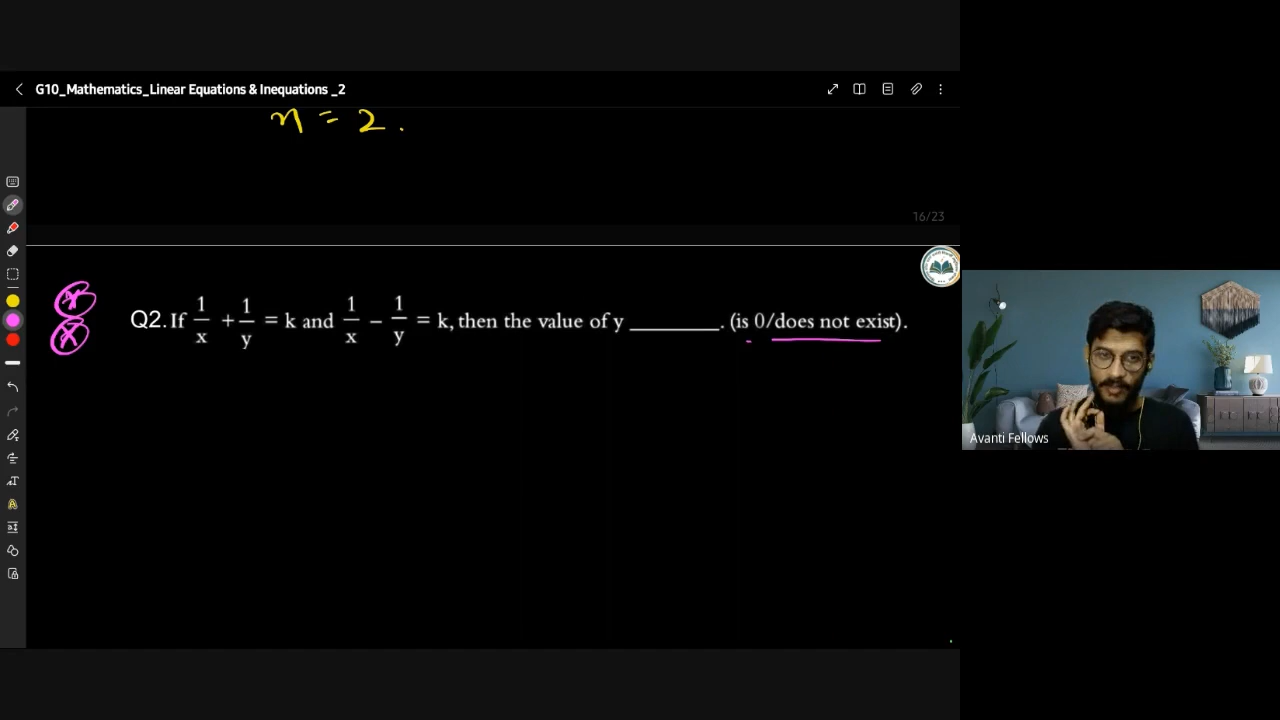 G10_Mathematics_Linear Equations & Inequations _2
n = 2.
16/23
Q2. If 1/x + 1/y = k and 1/x - 1/y = k, then the value of y ________. (is 0/does not exist).
Avanti Fellows